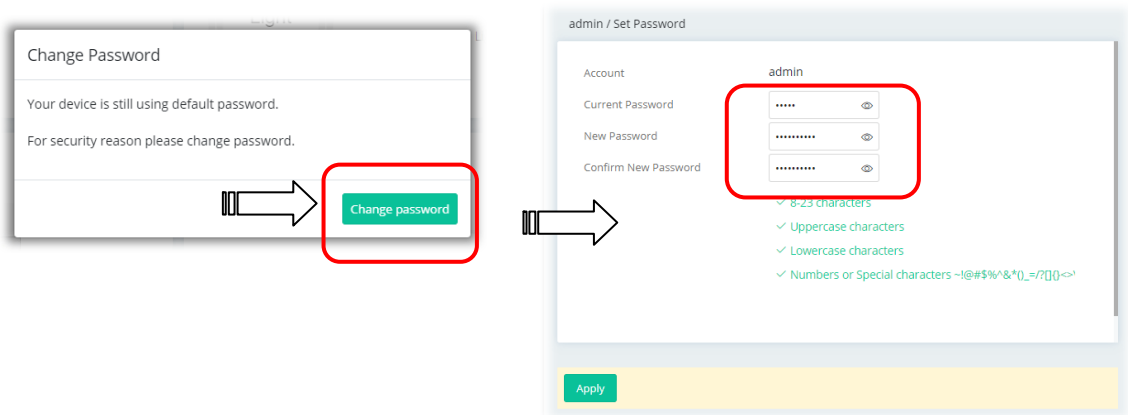 Change Password
Your device is still using default password.
For security reason please change password.
Change password
admin / Set Password
Account admin
Current Password •••••
New Password ••••••••••
Confirm New Password ••••••••••
8-23 characters
Uppercase characters
Lowercase characters
Numbers or Special characters ~!@#$%^&*()_=/?[]{}<>'
Apply